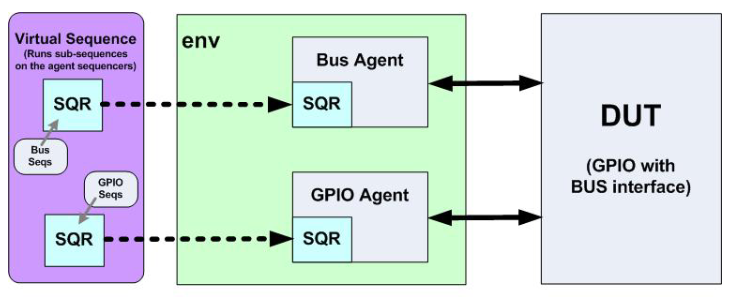 Virtual Sequence
(Runs sub-sequences
on the agent sequencers)
SQR
Bus
Seqs
GPIO
Seqs
SQR
env
Bus Agent
SQR
GPIO Agent
SQR
DUT
(GPIO with
BUS interface)